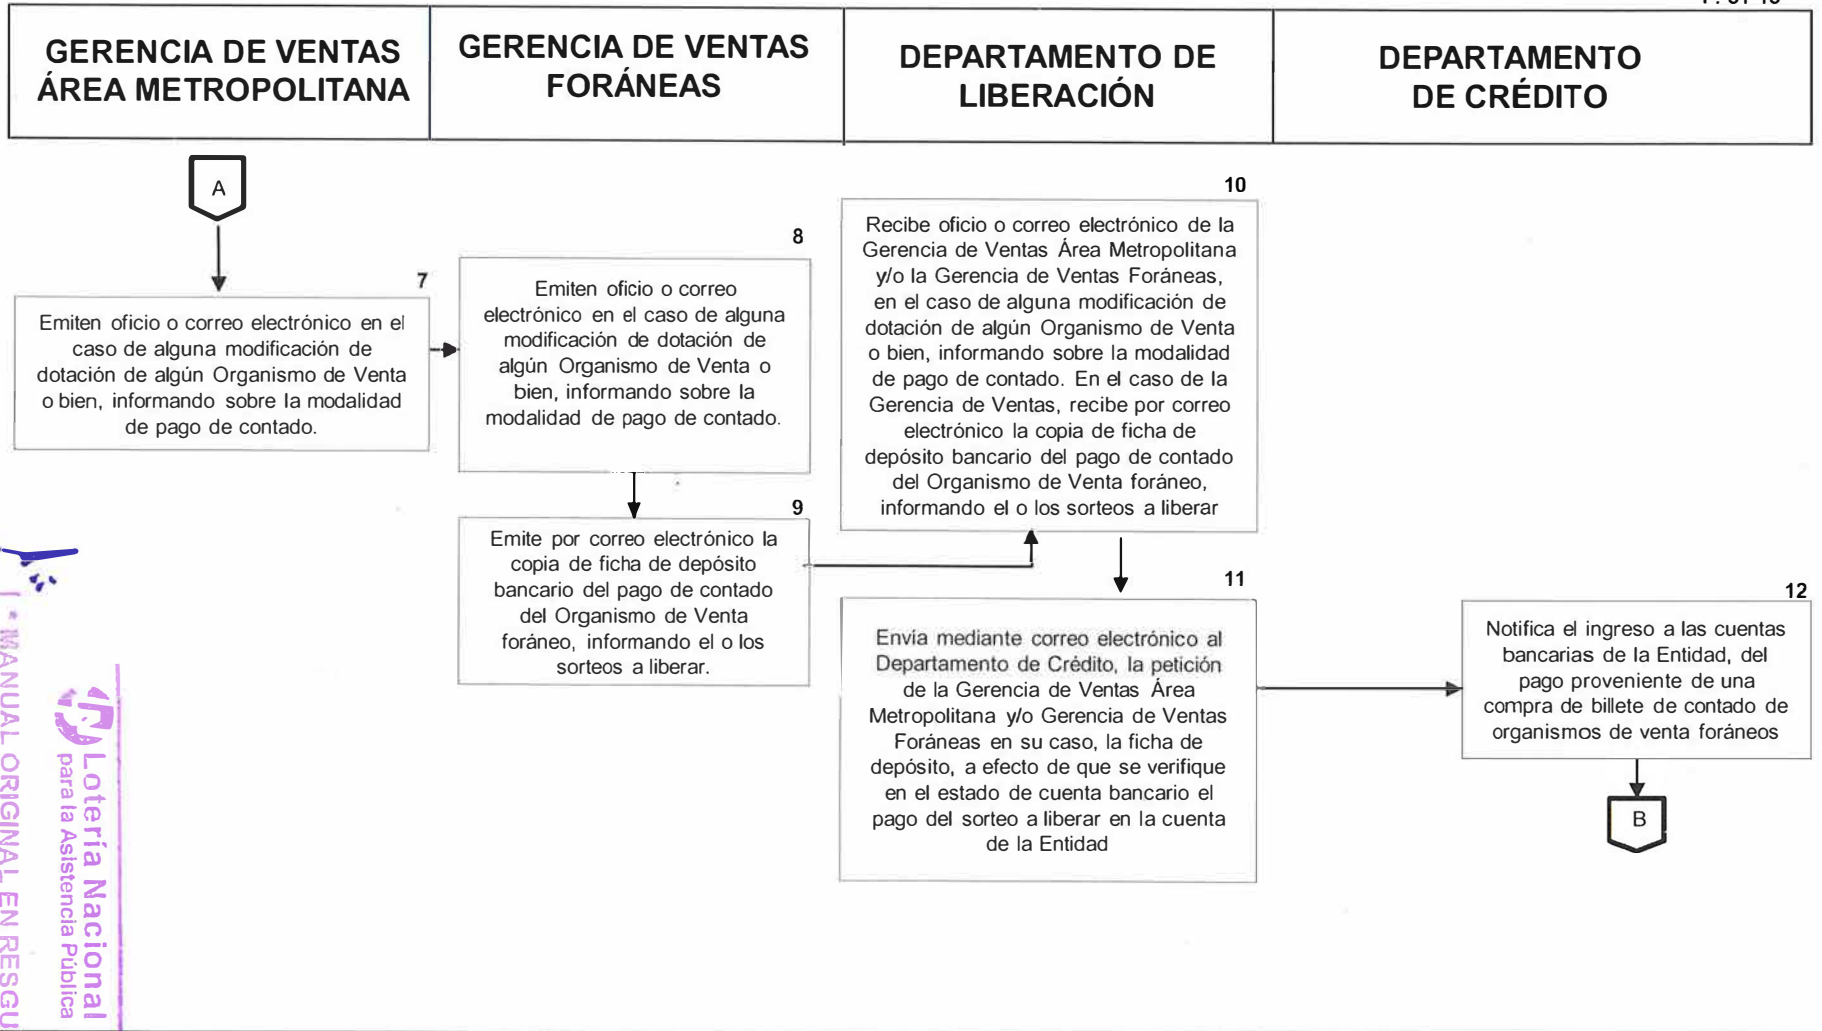 GERENCIA DE VENTAS
ÁREA METROPOLITANA
GERENCIA DE VENTAS
FORÁNEAS
DEPARTAMENTO DE
LIBERACIÓN
DEPARTAMENTO
DE CRÉDITO
A
7
Emiten oficio o correo electrónico en el
caso de alguna modificación de
dotación de algún Organismo de Venta
o bien, informando sobre la modalidad
de pago de contado.
8
Emiten oficio o correo
electrónico en el caso de alguna
modificación de dotación de
algún Organismo de Venta o
bien, informando sobre la
modalidad de pago de contado.
9
Emite por correo electrónico la
copia de ficha de depósito
bancario del pago de contado
del Organismo de Venta
foráneo, informando el o los
sorteos a liberar.
10
Recibe oficio o correo electrónico de la
Gerencia de Ventas Área Metropolitana
y/o la Gerencia de Ventas Foráneas,
en el caso de alguna modificación de
dotación de algún Organismo de Venta
o bien, informando sobre la modalidad
de pago de contado. En el caso de la
Gerencia de Ventas, recibe por correo
electrónico la copia de ficha de
depósito bancario del pago de contado
del Organismo de Venta foráneo,
informando el o los sorteos a liberar
11
Envía mediante correo electrónico al
Departamento de Crédito, la petición
de la Gerencia de Ventas Área
Metropolitana y/o Gerencia de Ventas
Foráneas en su caso, la ficha de
depósito, a efecto de que se verifique
en el estado de cuenta bancario el
pago del sorteo a liberar en la cuenta
de la Entidad
12
Notifica el ingreso a las cuentas
bancarias de la Entidad, del
pago proveniente de una
compra de billete de contado de
organismos de venta foráneos
B
Lotería Nacional
para la Asistencia Pública
* MANUAL ORIGINAL EN RESGU